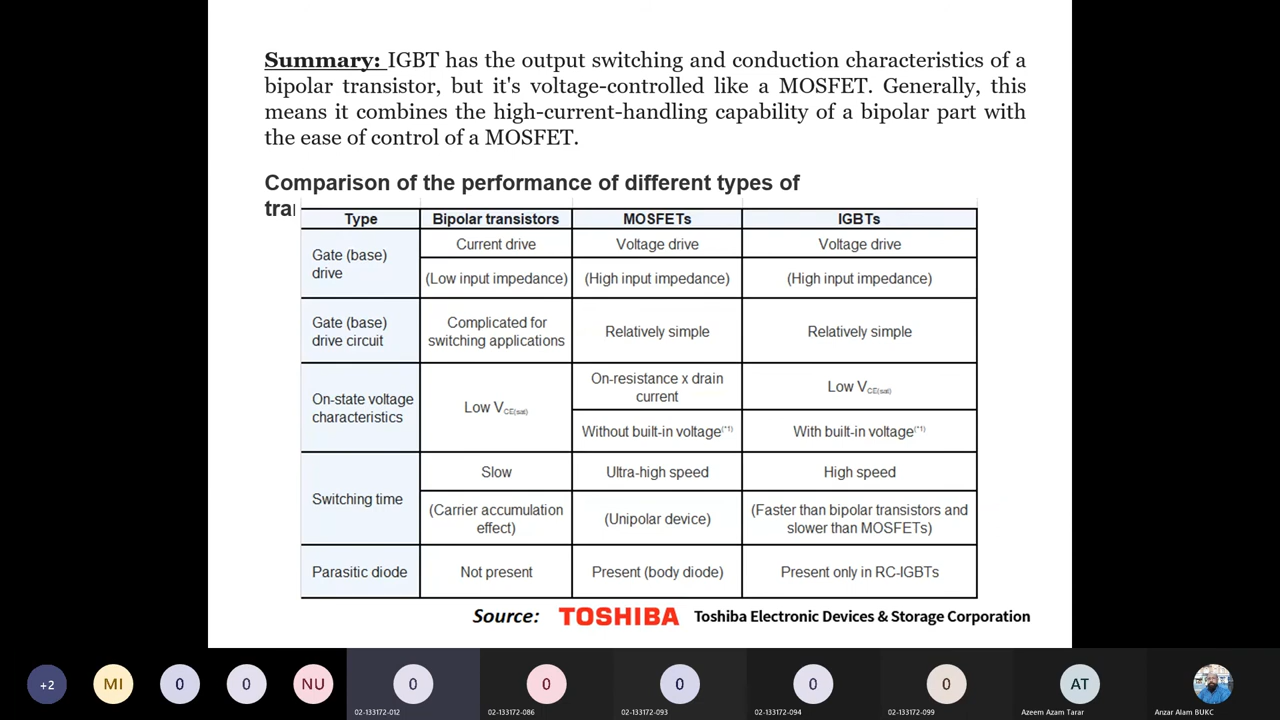 Summary: IGBT has the output switching and conduction characteristics of a
bipolar transistor, but it's voltage-controlled like a MOSFET. Generally, this
means it combines the high-current-handling capability of a bipolar part with
the ease of control of a MOSFET.
Comparison of the performance of different types of
Type Bipolar transistors MOSFETs IGBTs
Gate (base)
drive
Current drive Voltage drive Voltage drive
(Low input impedance) (High input impedance) (High input impedance)
Gate (base)
drive circuit
Complicated for
switching applications
Relatively simple Relatively simple
On-state voltage
characteristics
Low VCE(sat)
On-resistance x drain
current
Low VCE(sat)
Without built-in voltage(*1) With built-in voltage(*1)
Switching time
Slow Ultra-high speed High speed
(Carrier accumulation
effect)
(Unipolar device)
(Faster than bipolar transistors and
slower than MOSFETs)
Parasitic diode Not present Present (body diode) Present only in RC-IGBTs
Source: TOSHIBA Toshiba Electronic Devices & Storage Corporation
+2 MI 0 0 NU 0 0 0 0 0 AT
02-133172-012 02-133172-086 02-133172-093 02-133172-094 02-133172-099 Azeem Azam Tarar Anzar Alam BUKC